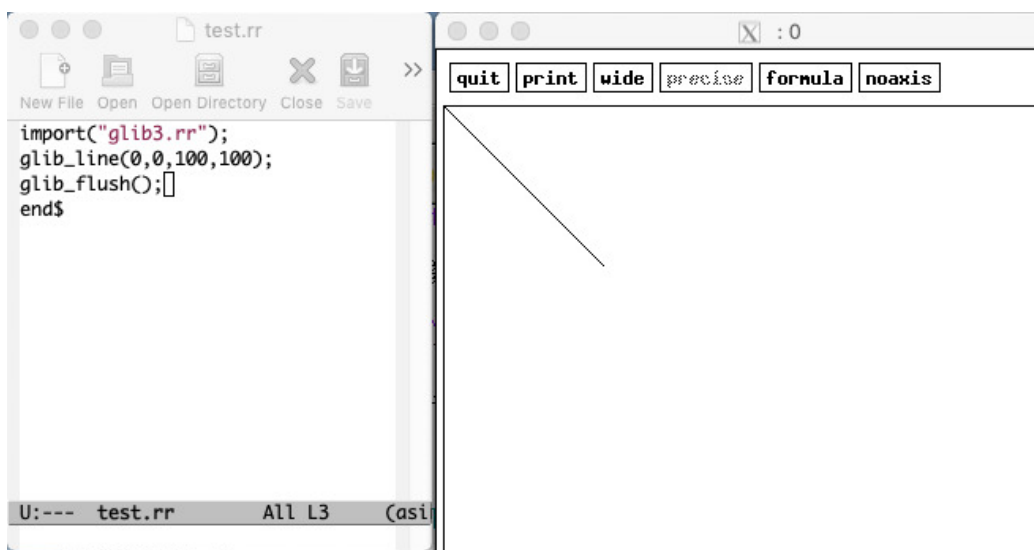 test.rr
New File Open Open Directory Close Save
>>
import("glib3.rr");
glib_line(0,0,100,100);
glib_flush();
end$
U:--- test.rr All L3 (asi
X :0
quit print wide precise formula noaxis